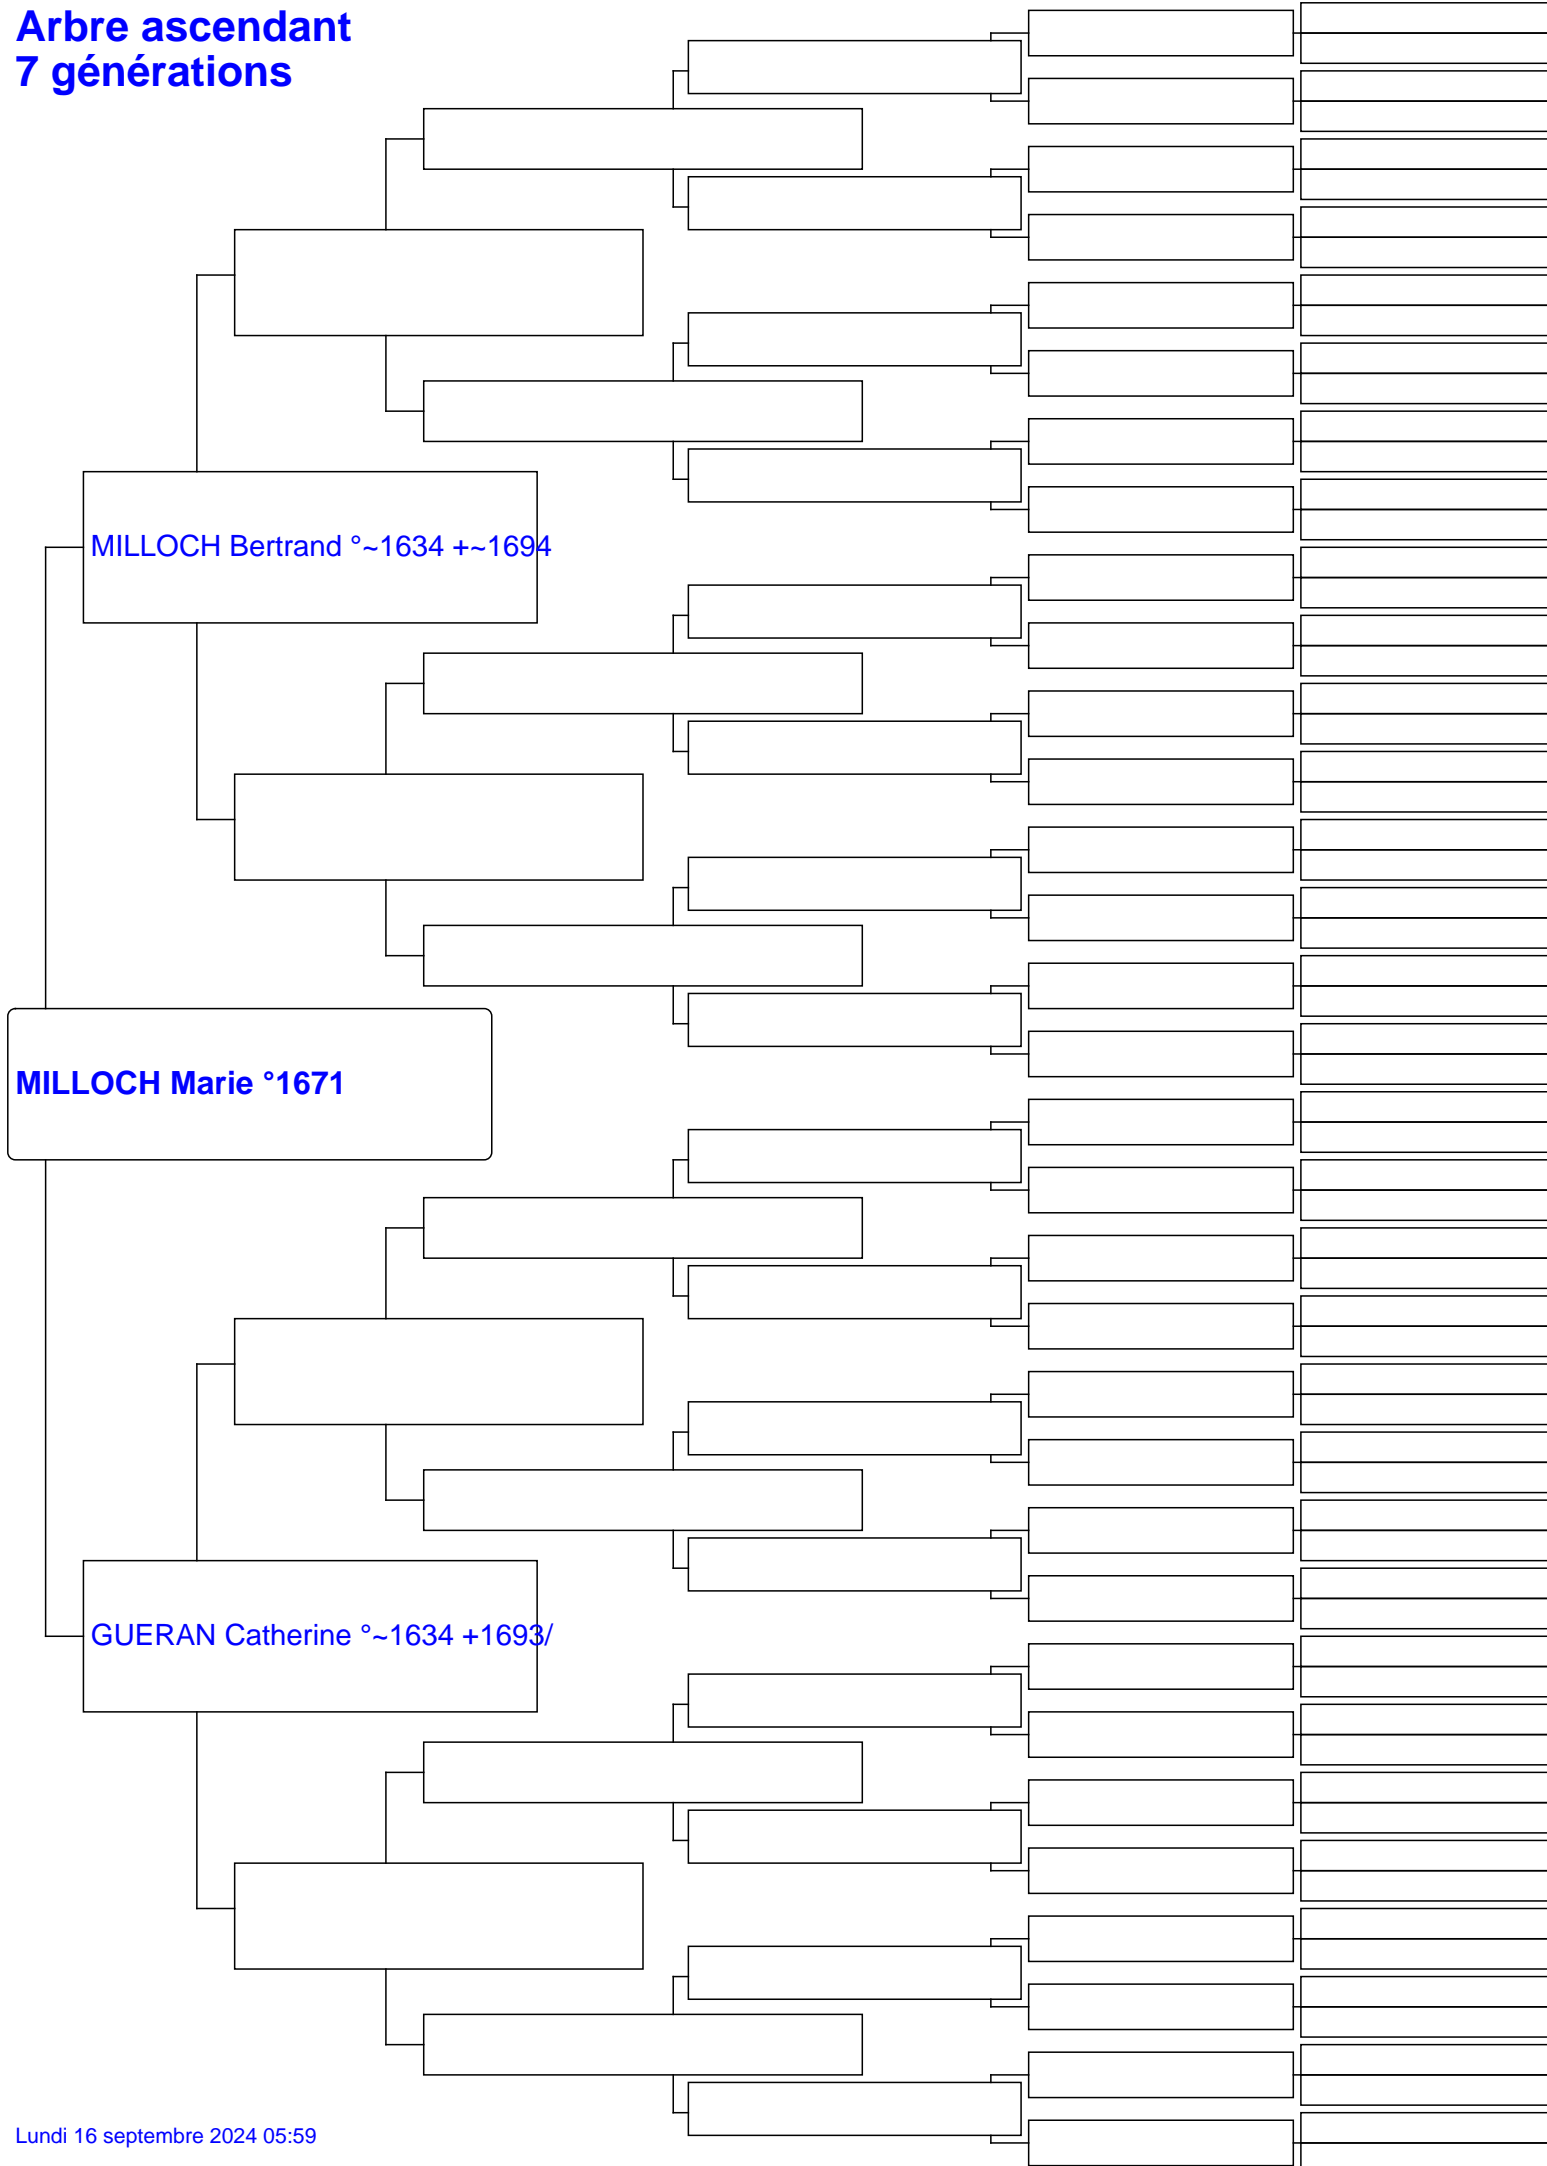 Arbre ascendant
7 générations
MILLOCH Bertrand °~1634 +~1694
MILLOCH Marie °1671
GUERAN Catherine °~1634 +1693/
Lundi 16 septembre 2024 05:59